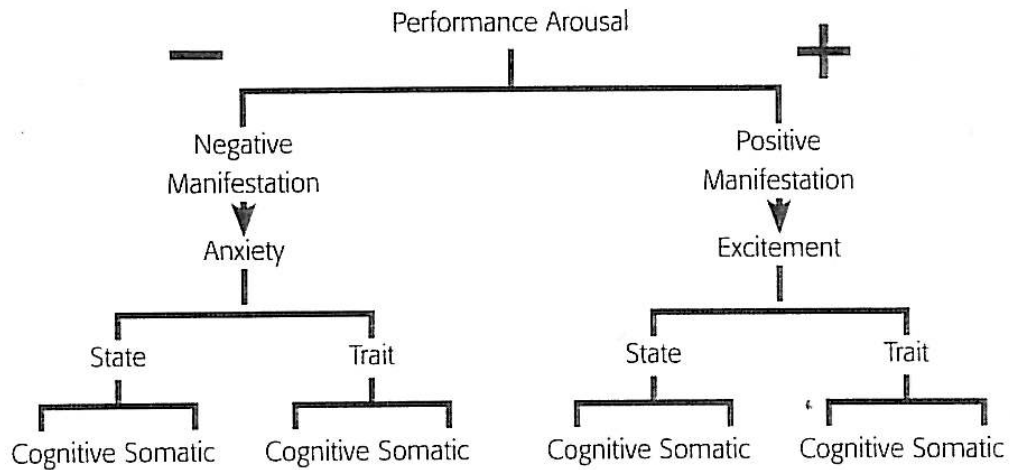 Performance Arousal
− +
Negative Positive
Manifestation Manifestation
Anxiety Excitement
State Trait State Trait
Cognitive Somatic Cognitive Somatic Cognitive Somatic Cognitive Somatic